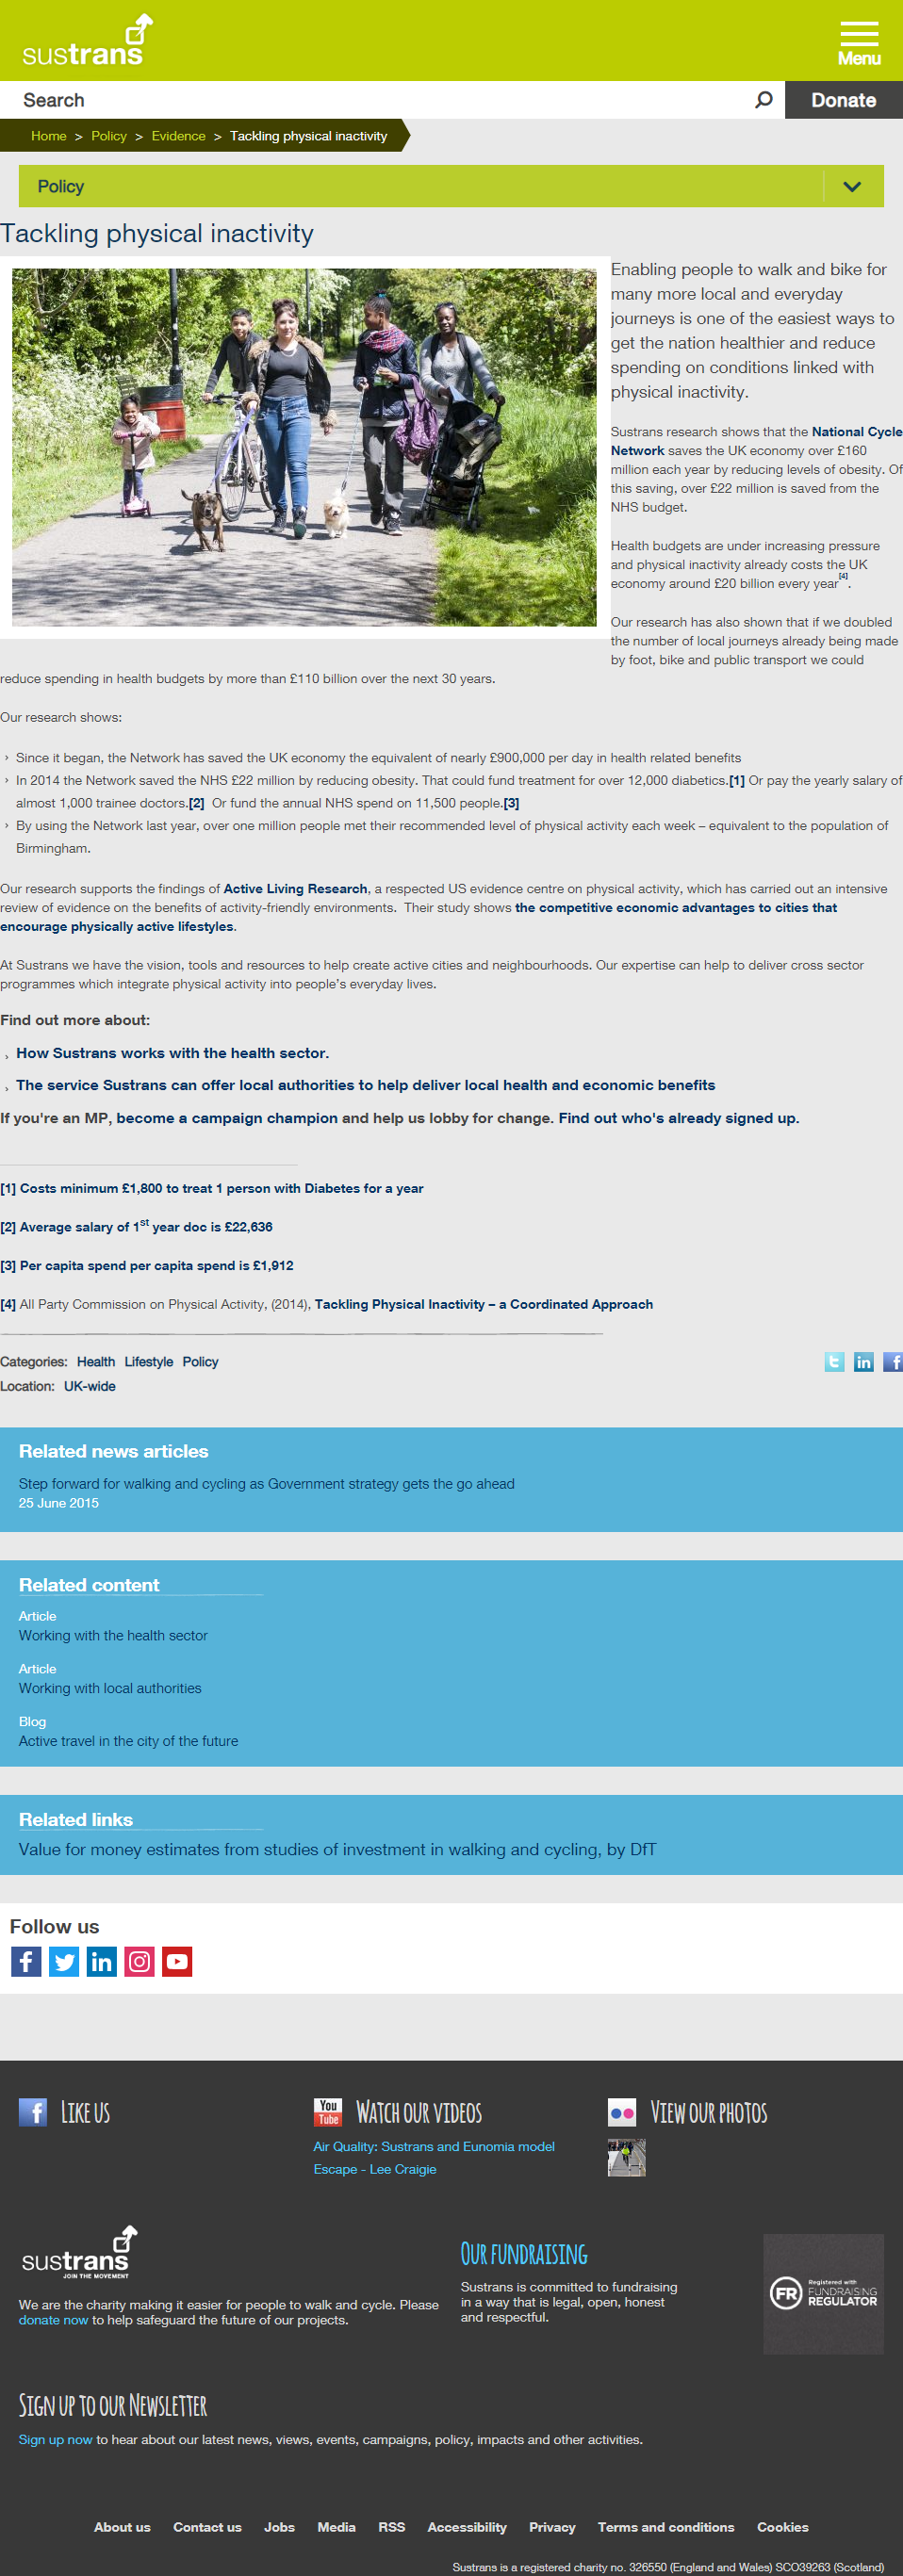 sustrans
Menu
Search
Donate
Home > Policy > Evidence > Tackling physical inactivity
Policy
Tackling physical inactivity
Enabling people to walk and bike for
many more local and everyday
journeys is one of the easiest ways to
get the nation healthier and reduce
spending on conditions linked with
physical inactivity.
Sustrans research shows that the National Cycle
Network saves the UK economy over £160
million each year by reducing levels of obesity. Of
this saving, over £22 million is saved from the
NHS budget.
Health budgets are under increasing pressure
and physical inactivity already costs the UK
economy around £20 billion every year[4].
Our research has also shown that if we doubled
the number of local journeys already being made
by foot, bike and public transport we could
reduce spending in health budgets by more than £110 billion over the next 30 years.
Our research shows:
› Since it began, the Network has saved the UK economy the equivalent of nearly £900,000 per day in health related benefits
› In 2014 the Network saved the NHS £22 million by reducing obesity. That could fund treatment for over 12,000 diabetics.[1] Or pay the yearly salary of
almost 1,000 trainee doctors.[2] Or fund the annual NHS spend on 11,500 people.[3]
› By using the Network last year, over one million people met their recommended level of physical activity each week – equivalent to the population of
Birmingham.
Our research supports the findings of Active Living Research, a respected US evidence centre on physical activity, which has carried out an intensive
review of evidence on the benefits of activity-friendly environments. Their study shows the competitive economic advantages to cities that
encourage physically active lifestyles.
At Sustrans we have the vision, tools and resources to help create active cities and neighbourhoods. Our expertise can help to deliver cross sector
programmes which integrate physical activity into people's everyday lives.
Find out more about:
› How Sustrans works with the health sector.
› The service Sustrans can offer local authorities to help deliver local health and economic benefits
If you're an MP, become a campaign champion and help us lobby for change. Find out who's already signed up.
[1] Costs minimum £1,800 to treat 1 person with Diabetes for a year
[2] Average salary of 1st year doc is £22,636
[3] Per capita spend per capita spend is £1,912
[4] All Party Commission on Physical Activity, (2014), Tackling Physical Inactivity – a Coordinated Approach
Categories: Health Lifestyle Policy
Location: UK-wide
Related news articles
Step forward for walking and cycling as Government strategy gets the go ahead
25 June 2015
Related content
Article
Working with the health sector
Article
Working with local authorities
Blog
Active travel in the city of the future
Related links
Value for money estimates from studies of investment in walking and cycling, by DfT
Follow us
Like us
You Tube Watch our videos
View our photos
Air Quality: Sustrans and Eunomia model
Escape - Lee Craigie
sustrans
JOIN THE MOVEMENT
We are the charity making it easier for people to walk and cycle. Please
donate now to help safeguard the future of our projects.
Our fundraising
Sustrans is committed to fundraising
in a way that is legal, open, honest
and respectful.
FR
Registered with
FUNDRAISING
REGULATOR
Sign up to our Newsletter
Sign up now to hear about our latest news, views, events, campaigns, policy, impacts and other activities.
About us Contact us Jobs Media RSS Accessibility Privacy Terms and conditions Cookies
Sustrans is a registered charity no. 326550 (England and Wales) SCO39263 (Scotland)